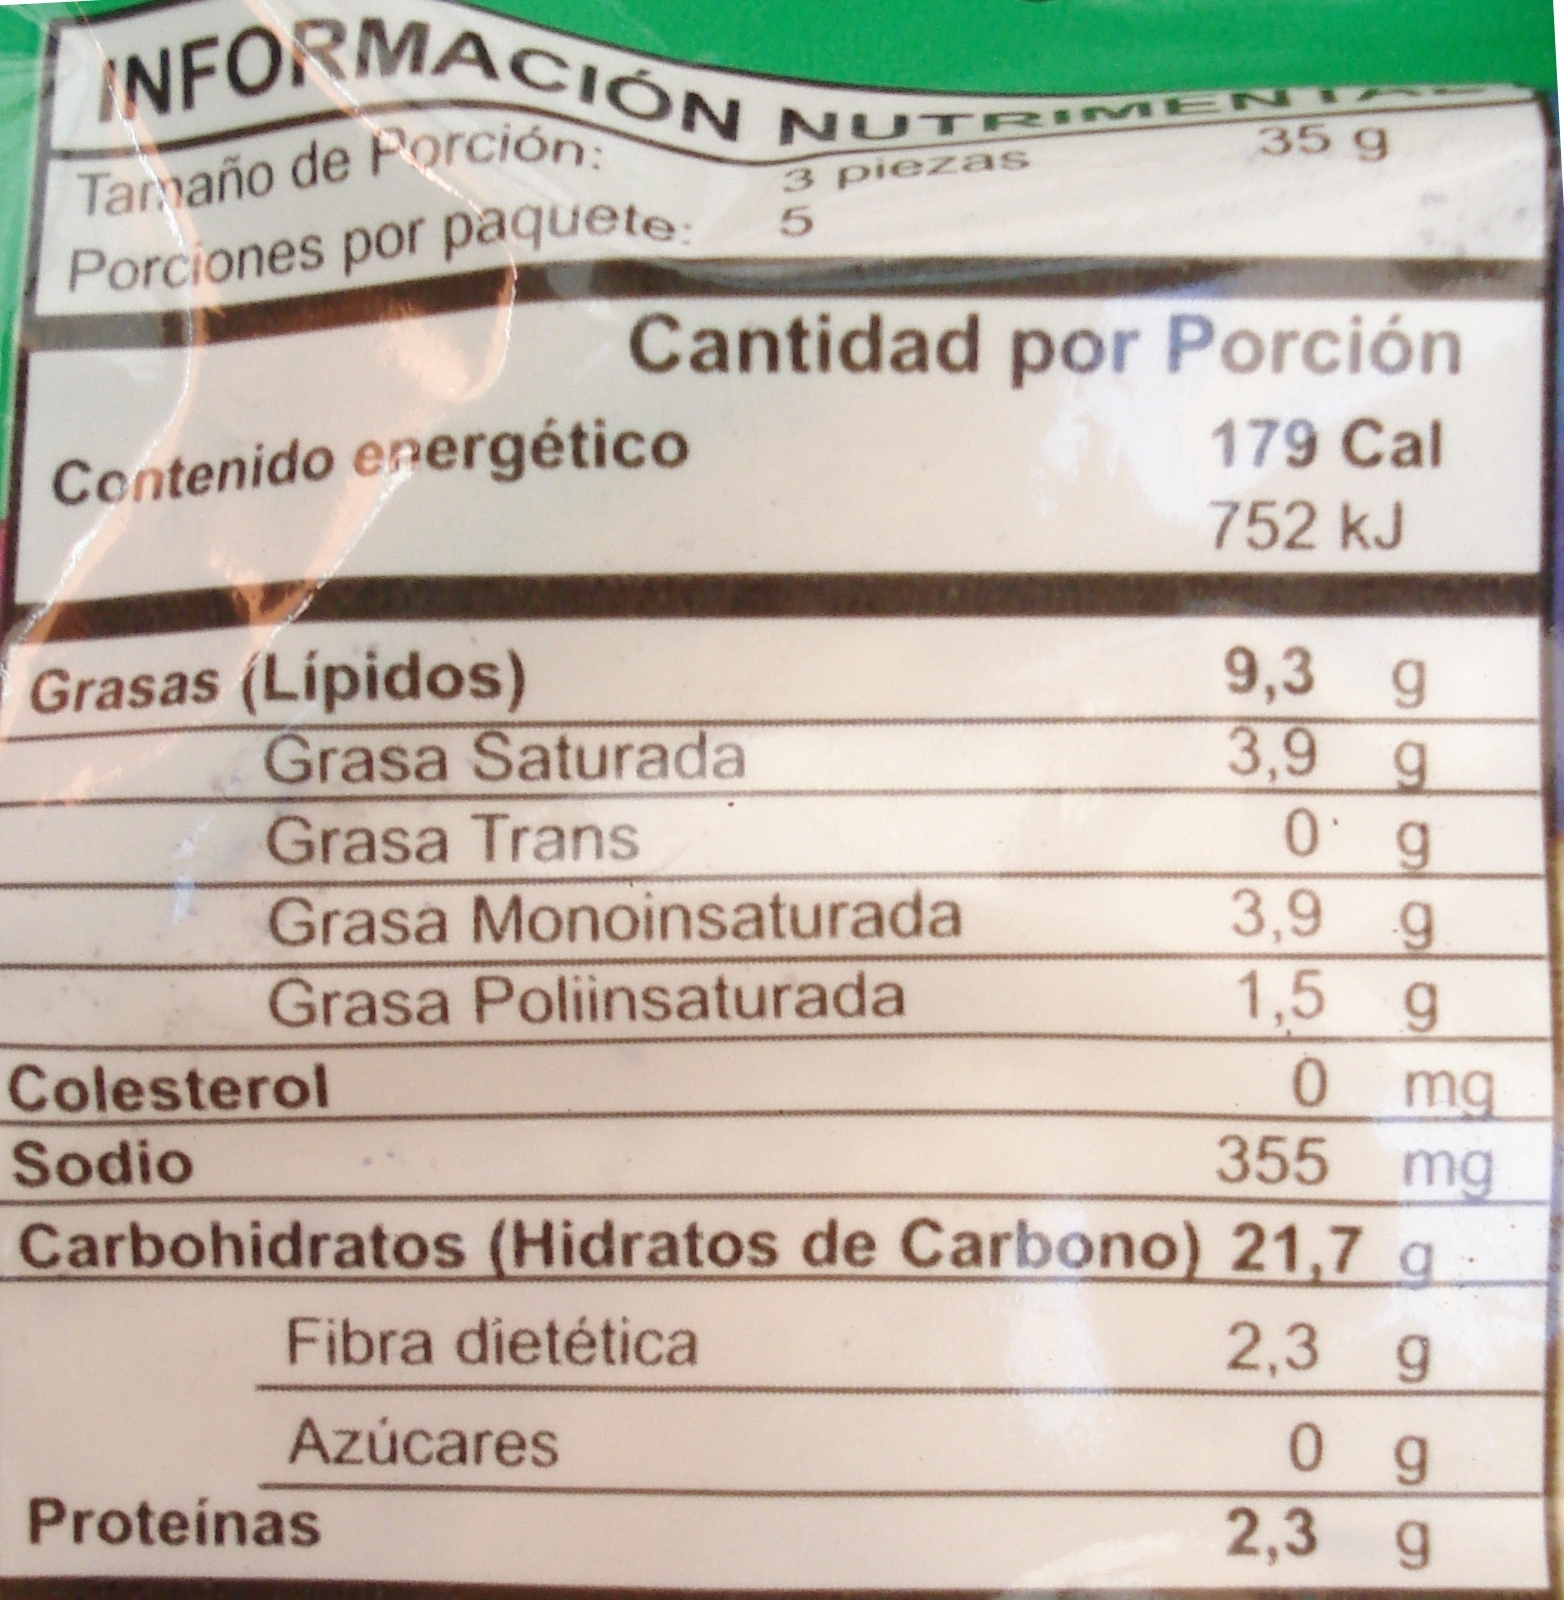 INFORMACIÓN NUTRIMENTAL
Tamaño de Porción: 3 piezas 35 g
Porciones por paquete: 5
Cantidad por Porción
Contenido energético 179 Cal
752 kJ
Grasas (Lípidos) 9,3 g
Grasa Saturada 3,9 g
Grasa Trans 0 g
Grasa Monoinsaturada 3,9 g
Grasa Poliinsaturada 1,5 g
Colesterol 0 mg
Sodio 355 mg
Carbohidratos (Hidratos de Carbono) 21,7 g
Fibra dietética 2,3 g
Azúcares 0 g
Proteínas 2,3 g